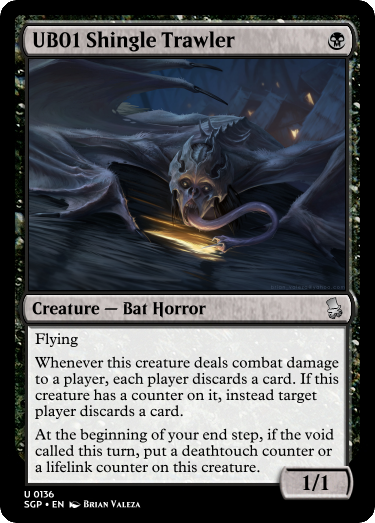 UB01 Shingle Trawler
Creature — Bat Horror
Flying
Whenever this creature deals combat damage
to a player, each player discards a card. If this
creature has a counter on it, instead target
player discards a card.
At the beginning of your end step, if the void
called this turn, put a deathtouch counter or
a lifelink counter on this creature.
1/1
U 0136
SGP • EN Brian Valeza